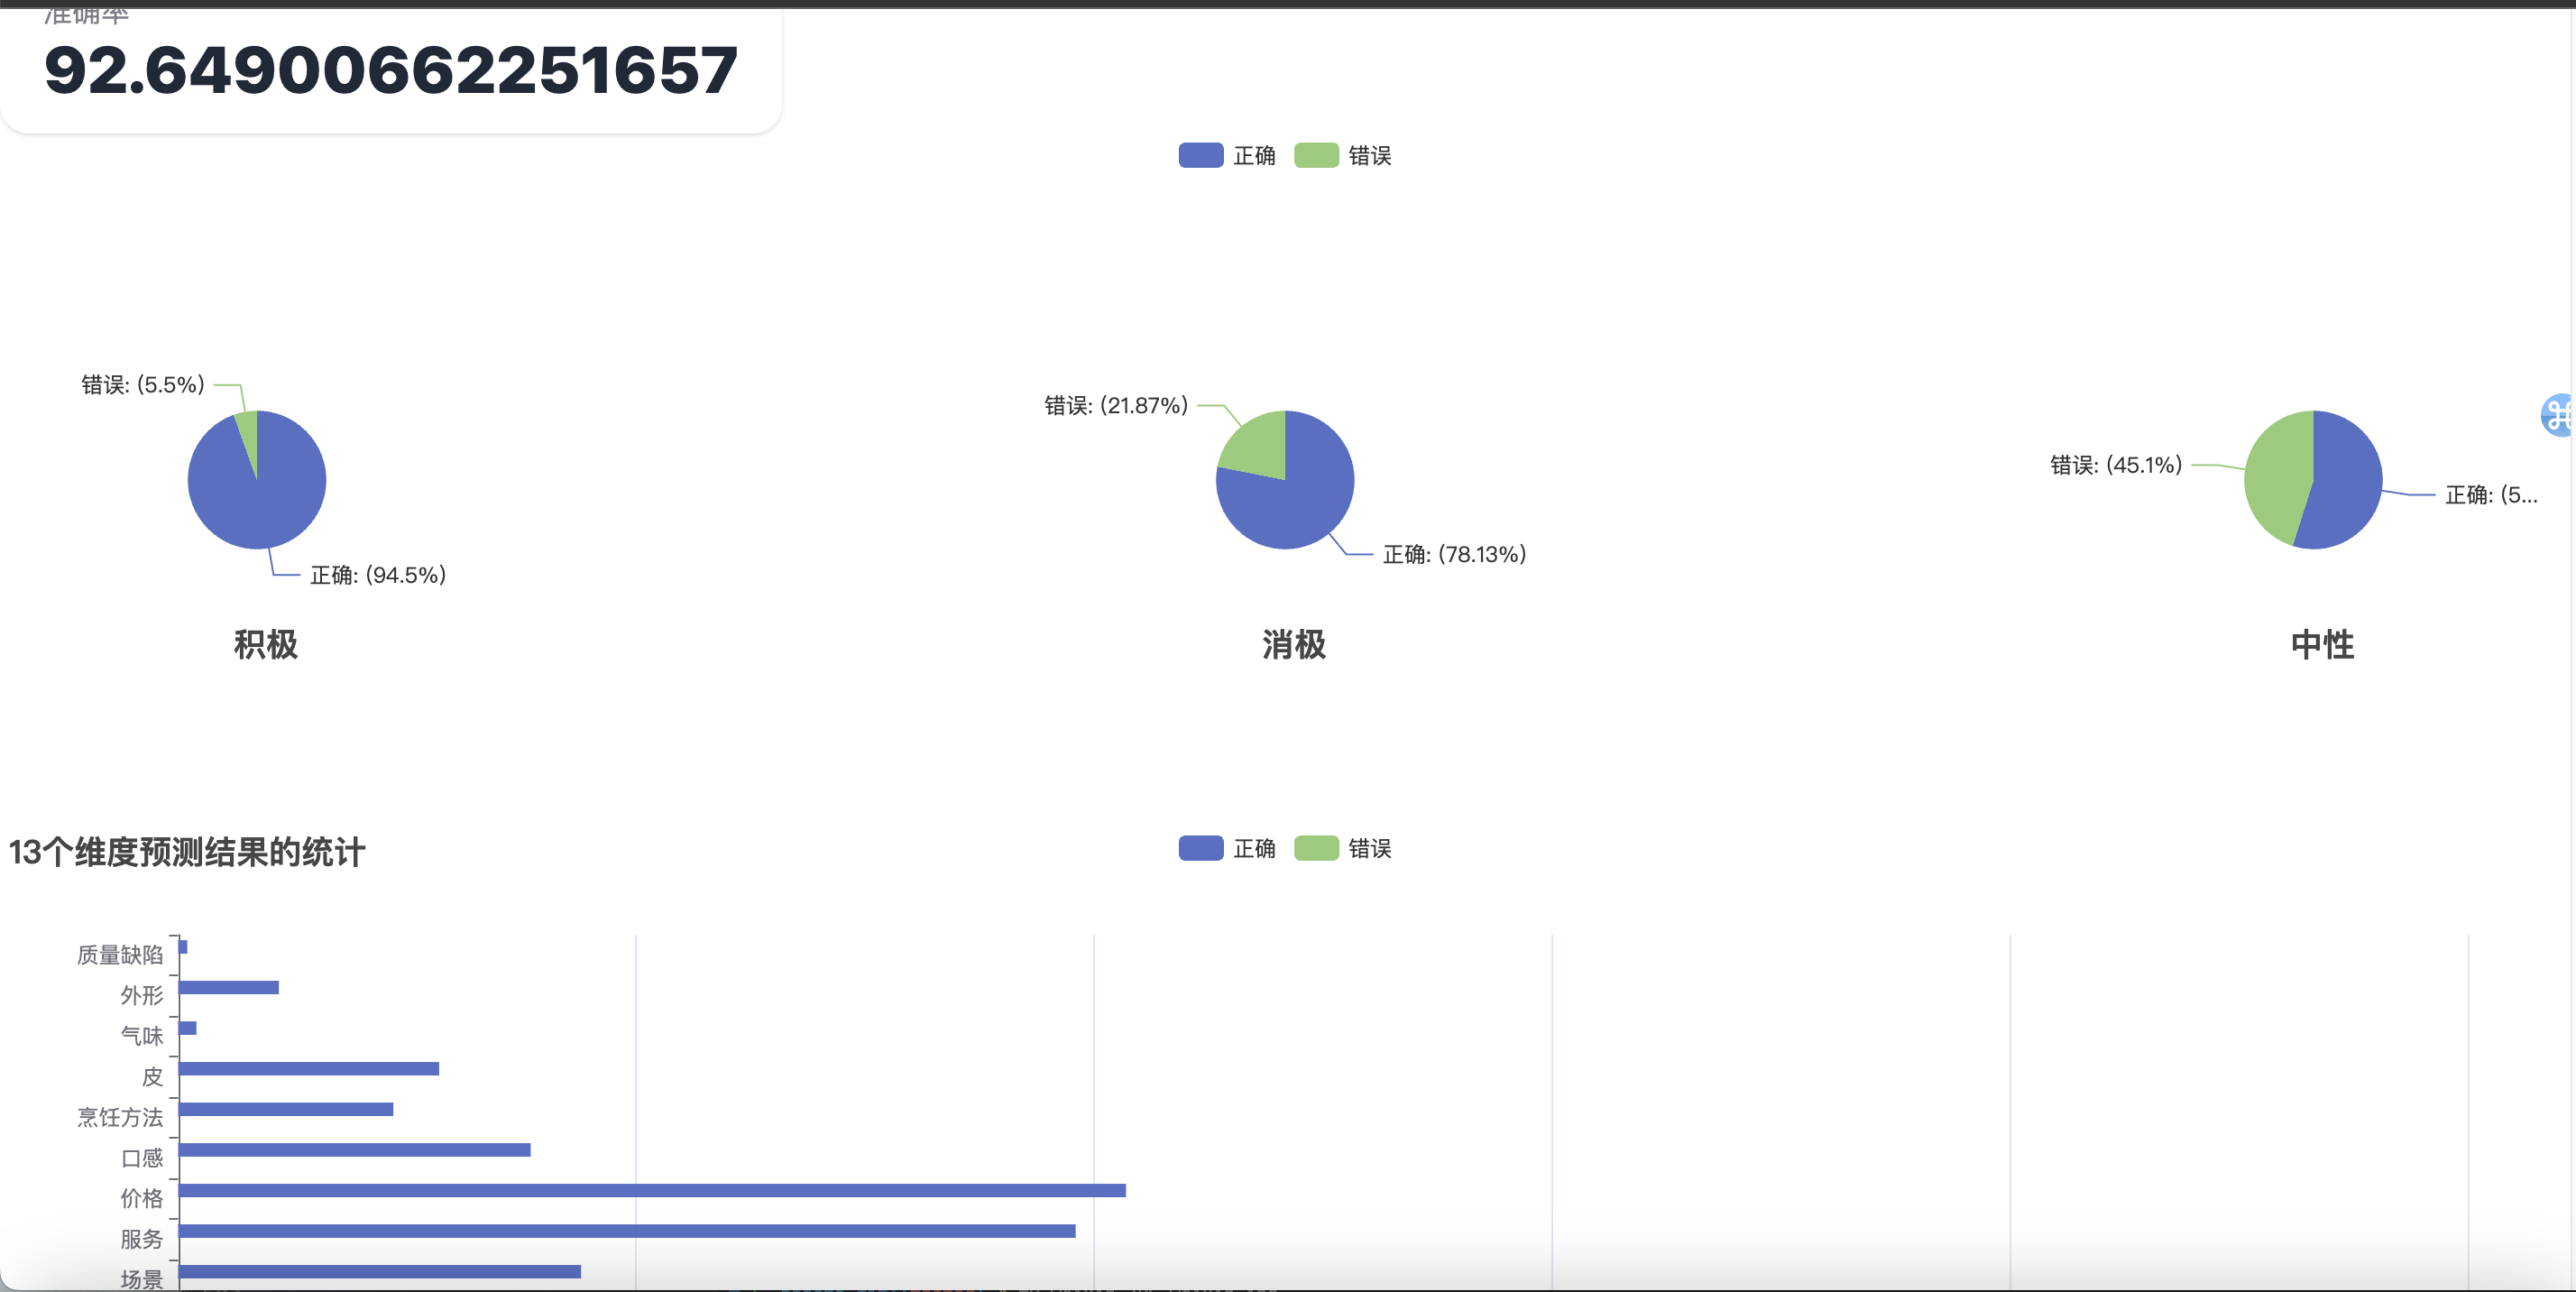 准确率
92.64900662251657
正确 错误
错误: (5.5%)
正确: (94.5%)
积极
错误: (21.87%)
正确: (78.13%)
消极
错误: (45.1%)
正确: (5...
中性
13个维度预测结果的统计
正确 错误
质量缺陷
外形
气味
皮
烹饪方法
口感
价格
服务
场景